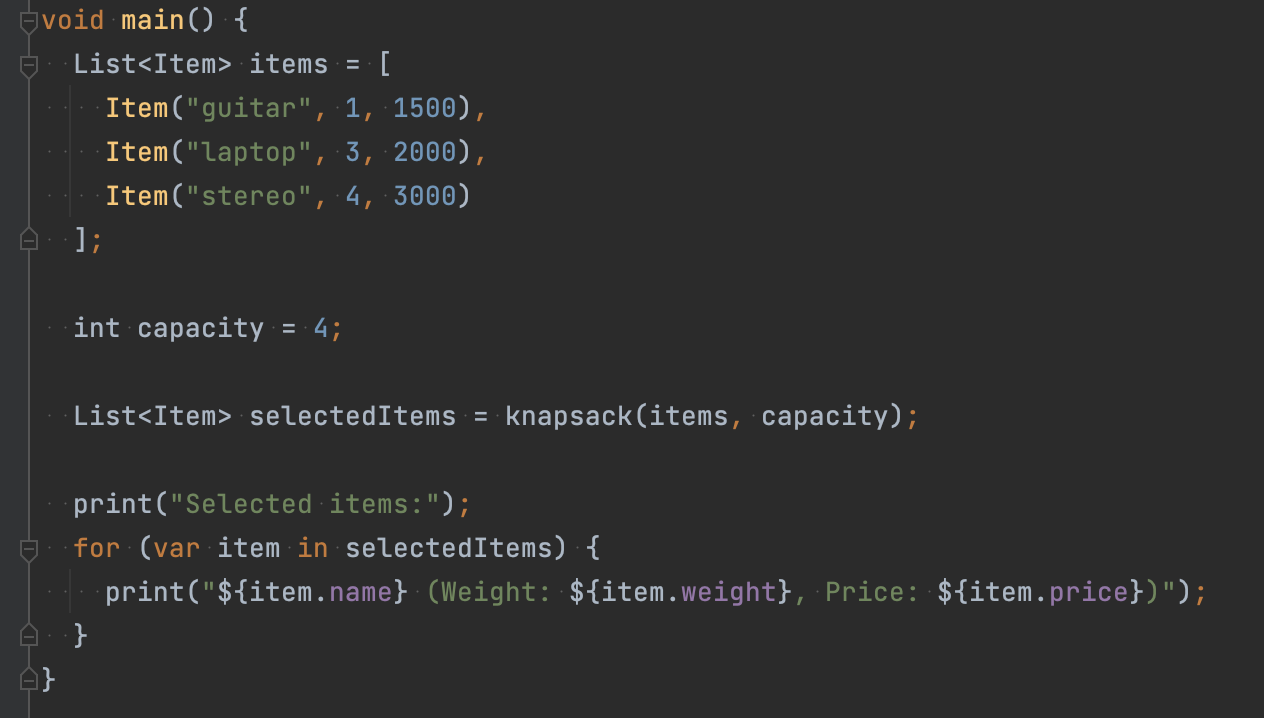 void main() {
  List<Item> items = [
    Item("guitar", 1, 1500),
    Item("laptop", 3, 2000),
    Item("stereo", 4, 3000)
  ];
  int capacity = 4;
  List<Item> selectedItems = knapsack(items, capacity);
  print("Selected items:");
  for (var item in selectedItems) {
    print("${item.name} (Weight: ${item.weight}, Price: ${item.price})");
  }
}